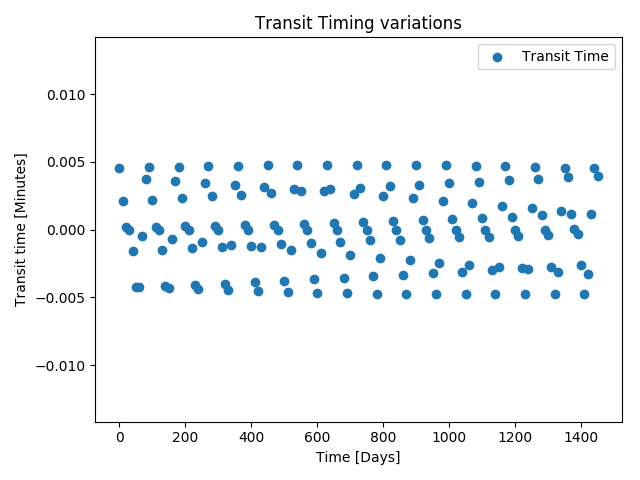 Transit Timing variations
Transit Time
0.010
0.005
0.000
−0.005
−0.010
Transit time [Minutes]
0 200 400 600 800 1000 1200 1400
Time [Days]